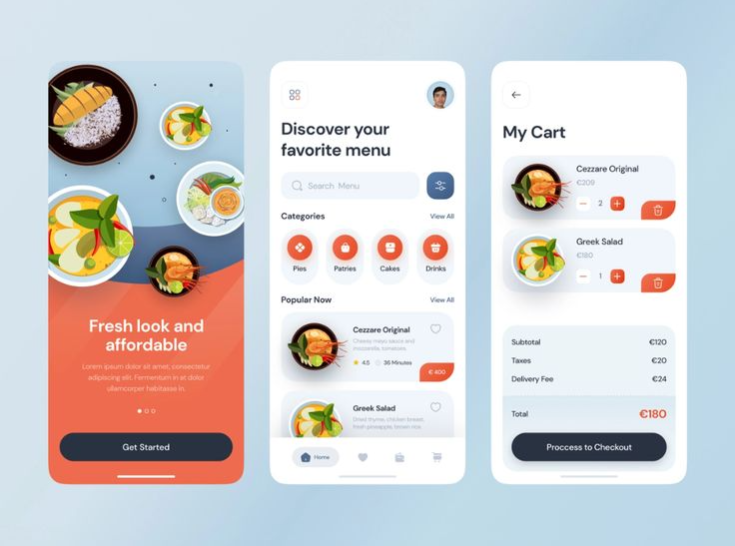 Fresh look and
affordable
Lorem ipsum dolor sit amet, consectetur
adipiscing elit. Fermentum in at dolor
ullamcorper habitasse in.
Get Started
Discover your
favorite menu
Search Menu
Categories
View All
Pies
Patries
Cakes
Drinks
Popular Now
View All
Cezzare Original
Cheesy mays sauce and
mozzarella, tomatoes.
4.5
36 Minutes
€ 400
Greek Salad
Dried thyme, chicken breast,
fresh pineapple, brown rice
Home
My Cart
Cezzare Original
€209
2
Greek Salad
€180
1
Subtotal
€120
Taxes
€20
Delivery Fee
€24
Total
€180
Proccess to Checkout